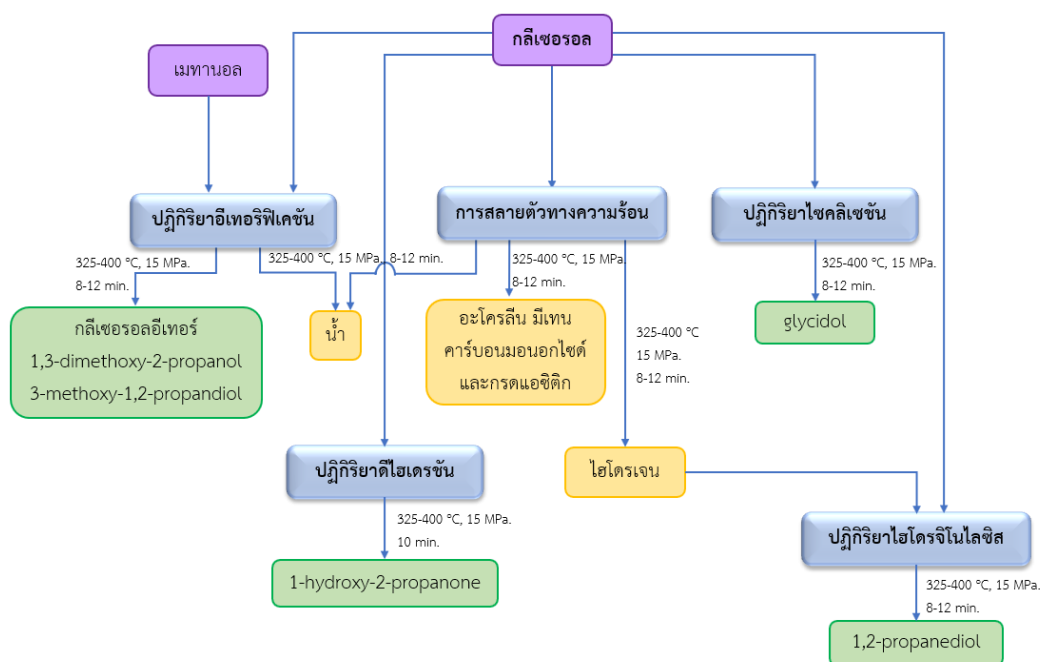 กลีเซอรอล
เมทานอล
ปฏิกิริยาอีเทอริฟิเคชัน
การสลายตัวทางความร้อน
ปฏิกิริยาไซคลิเซชัน
325-400 °C, 15 MPa.
8-12 min.
325-400 °C, 15 MPa, 8-12 min.
325-400 °C, 15 MPa.
8-12 min.
325-400 °C, 15 MPa.
8-12 min.
กลีเซอรอลอีเทอร์
1,3-dimethoxy-2-propanol
3-methoxy-1,2-propandiol
น้ำ
อะโครลีน มีเทน
คาร์บอนมอนอกไซด์
และกรดแอซิติก
325-400 °C
15 MPa.
8-12 min.
glycidol
ปฏิกิริยาดีไฮเดรชัน
ไฮโดรเจน
325-400 °C, 15 MPa.
10 min.
ปฏิกิริยาไฮโดรจิโนไลซิส
1-hydroxy-2-propanone
325-400 °C, 15 MPa.
8-12 min.
1,2-propanediol